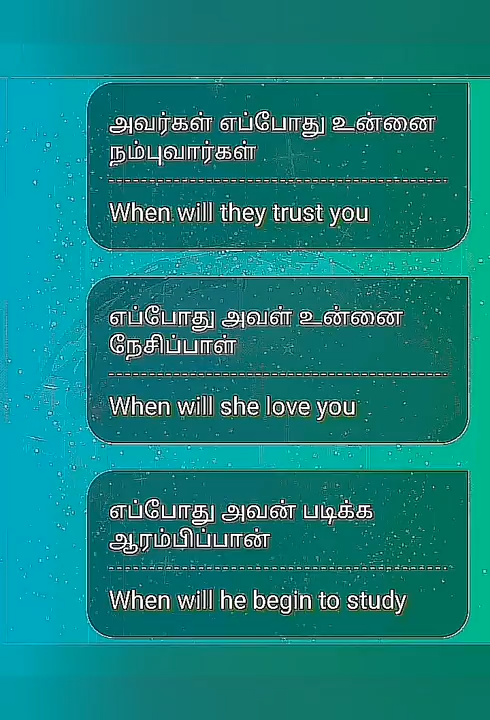 அவர்கள் எப்போது உன்னை
நம்புவார்கள்
When will they trust you
எப்போது அவள் உன்னை
நேசிப்பாள்
When will she love you
எப்போது அவன் படிக்க
ஆரம்பிப்பான்
When will he begin to study